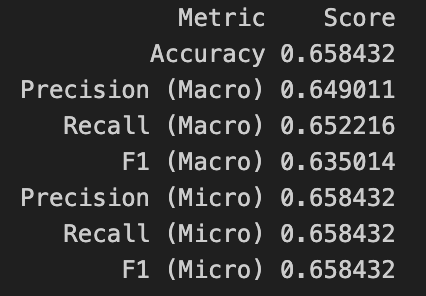 Metric Score
Accuracy 0.658432
Precision (Macro) 0.649011
Recall (Macro) 0.652216
F1 (Macro) 0.635014
Precision (Micro) 0.658432
Recall (Micro) 0.658432
F1 (Micro) 0.658432